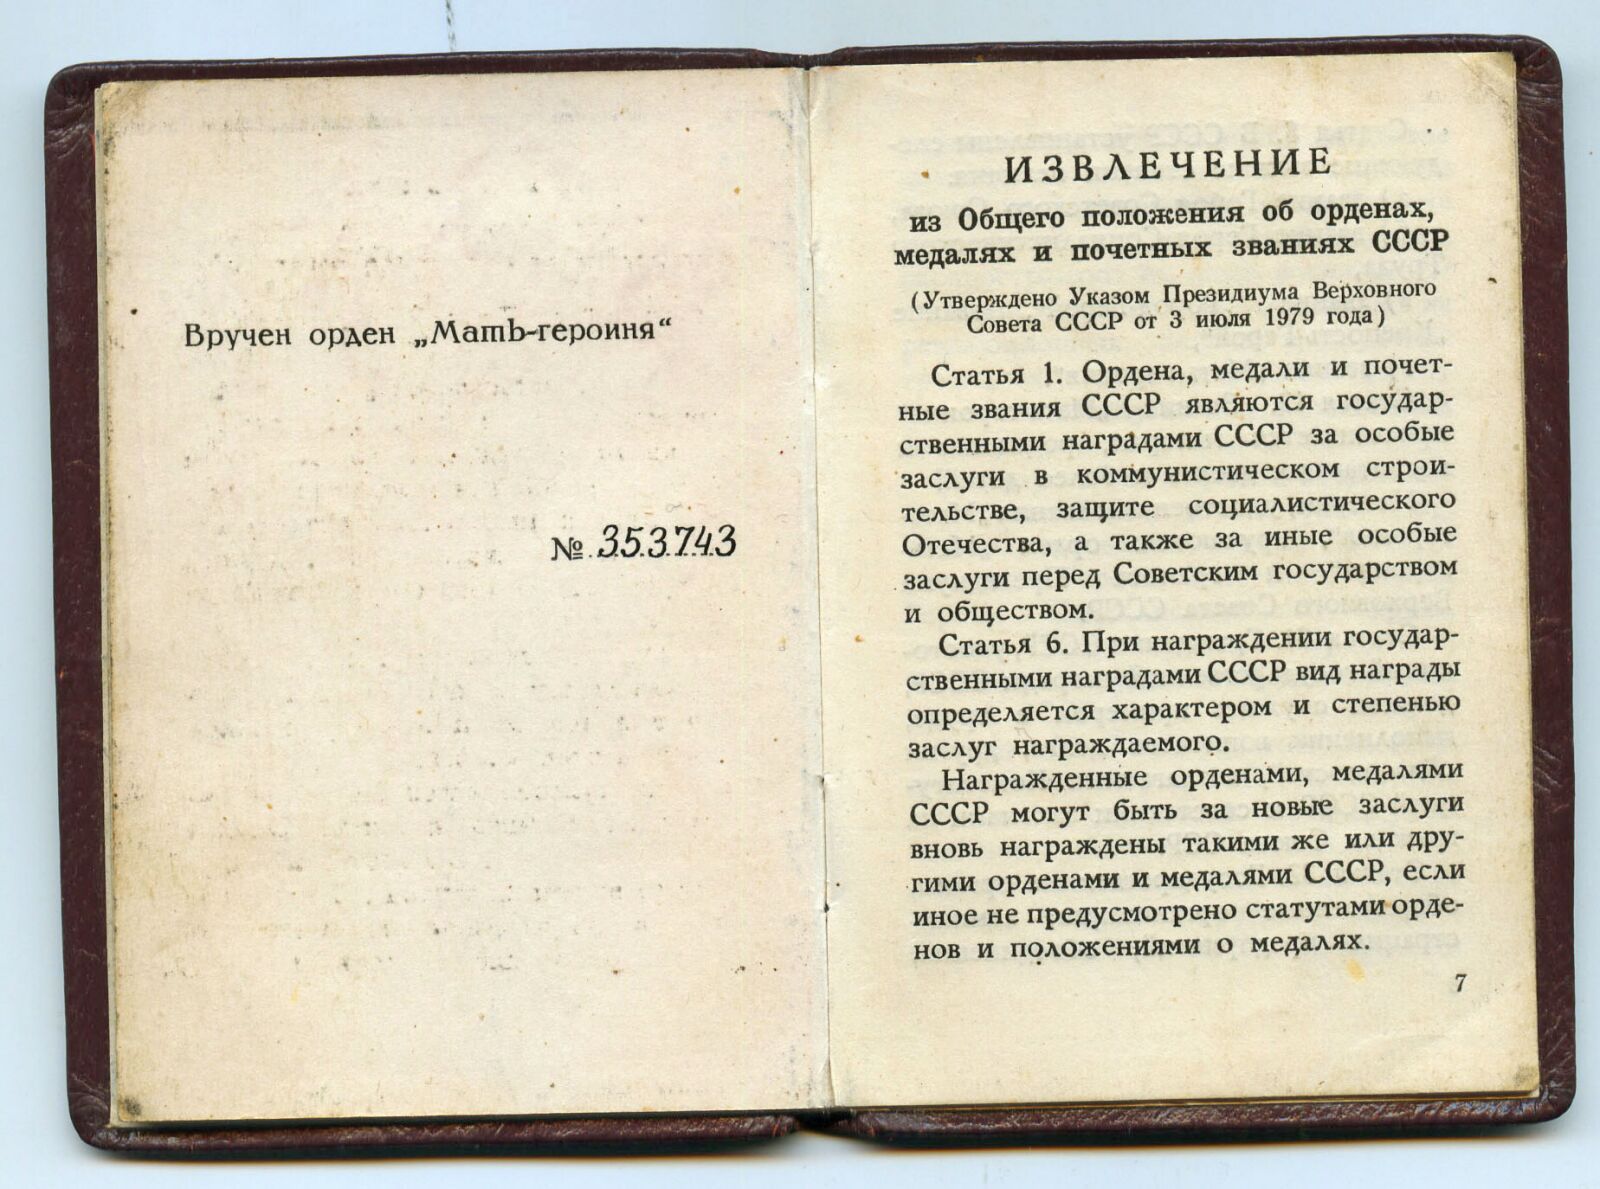 Вручен орден „Мать-героиня“
№ 353743
ИЗВЛЕЧЕНИЕ
из Общего положения об орденах,
медалях и почетных званиях СССР
(Утверждено Указом Президиума Верховного
Совета СССР от 3 июля 1979 года)
Статья 1. Ордена, медали и почет-
ные звания СССР являются государ-
ственными наградами СССР за особые
заслуги в коммунистическом строи-
тельстве, защите социалистического
Отечества, а также за иные особые
заслуги перед Советским государством
и обществом.
Статья 6. При награждении государ-
ственными наградами СССР вид награды
определяется характером и степенью
заслуг награждаемого.
Награжденные орденами, медалями
СССР могут быть за новые заслуги
вновь награждены такими же или дру-
гими орденами и медалями СССР, если
иное не предусмотрено статутами орде-
нов и положениями о медалях.
7